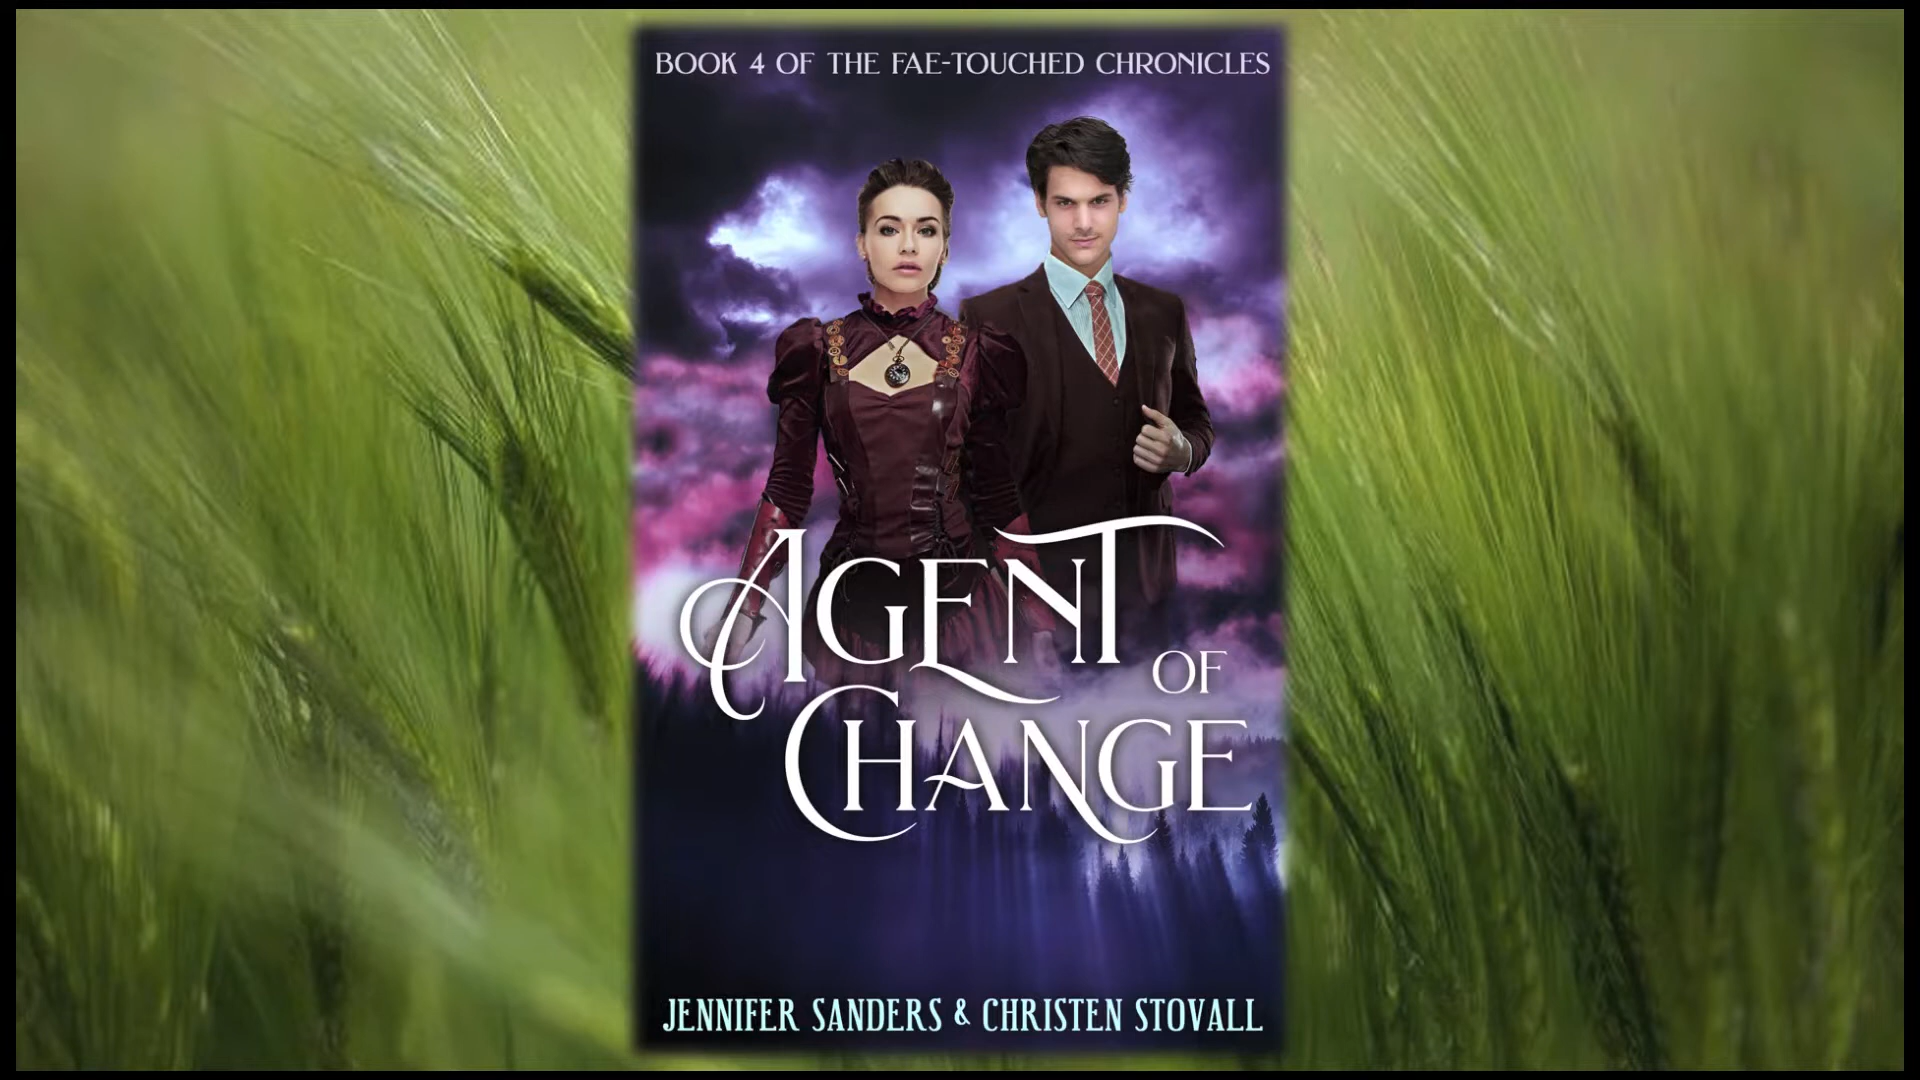 BOOK 4 OF THE FAE-TOUCHED CHRONICLES
AGENT OF
CHANGE
JENNIFER SANDERS & CHRISTEN STOVALL